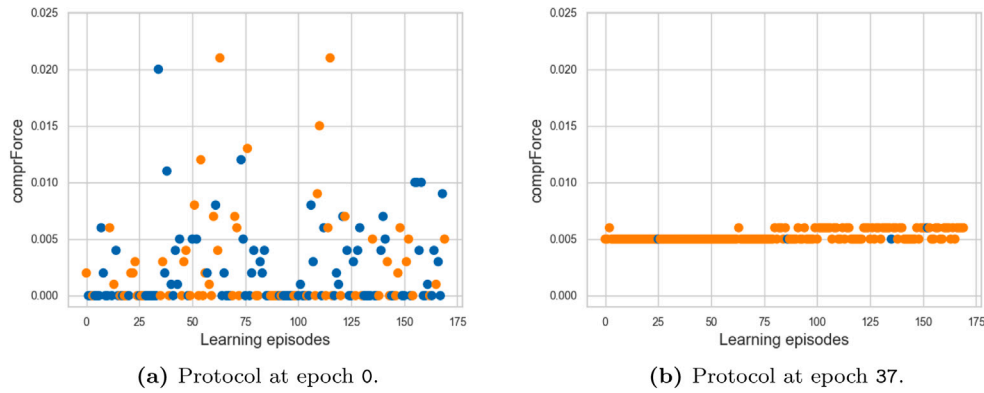 0.025
0.020
0.015
0.010
0.005
0.000
comprForce
0 25 50 75 100 125 150 175
Learning episodes
(a) Protocol at epoch 0.
0.025
0.020
0.015
0.010
0.005
0.000
comprForce
0 25 50 75 100 125 150 175
Learning episodes
(b) Protocol at epoch 37.